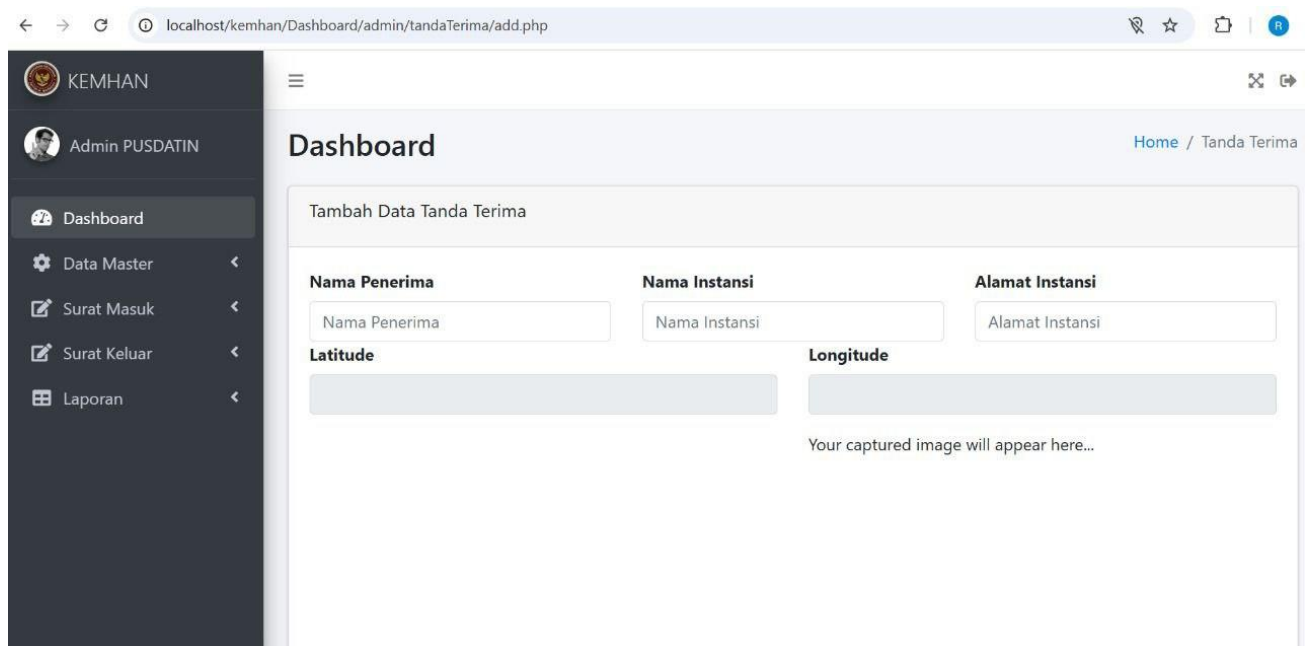 localhost/kemhan/Dashboard/admin/tandaTerima/add.php
R
KEMHAN
Admin PUSDATIN
Dashboard
Home / Tanda Terima
Dashboard
Data Master
Surat Masuk
Surat Keluar
Laporan
Tambah Data Tanda Terima
Nama Penerima Nama Instansi Alamat Instansi
Nama Penerima Nama Instansi Alamat Instansi
Latitude Longitude
Your captured image will appear here...